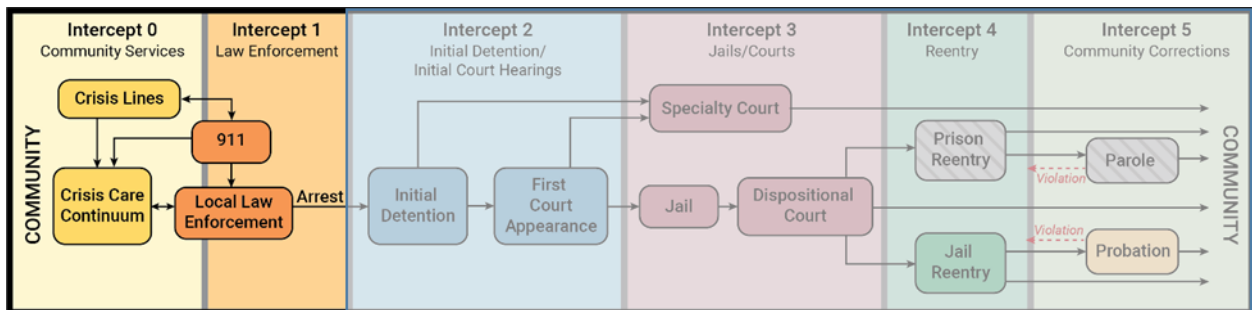 Intercept 0
Community Services
Intercept 1
Law Enforcement
Intercept 2
Initial Detention/
Initial Court Hearings
Intercept 3
Jails/Courts
Intercept 4
Reentry
Intercept 5
Community Corrections
COMMUNITY
Crisis Lines
911
Crisis Care
Continuum
Local Law
Enforcement
Arrest
Initial
Detention
First
Court
Appearance
Specialty Court
Jail
Dispositional
Court
Prison
Reentry
Parole
Violation
Jail
Reentry
Violation
Probation
COMMUNITY